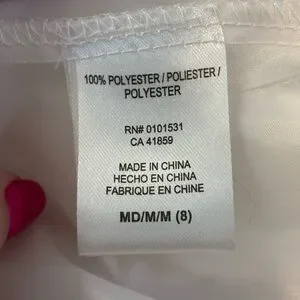 100% POLYESTER / POLIESTER /
POLYESTER
RN# 0101531
CA 41859
MADE IN CHINA
HECHO EN CHINA
FABRIQUE EN CHINE
MD/M/M (8)